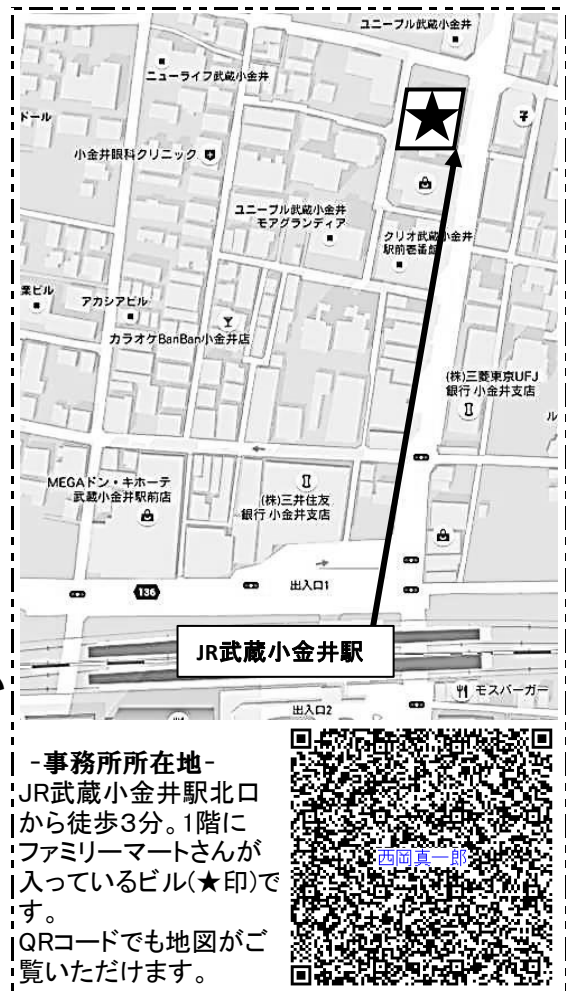 ユニーブル武蔵小金井
ニューライフ武蔵小金井
ドール
小金井眼科クリニック
ユニーブル武蔵小金井
モアグランディア
クリオ武蔵小金井
駅前壱番館
業ビル
アカシアビル
カラオケBanBan小金井店
(株)三菱東京UFJ
銀行 小金井支店
ル
MEGAドン・キホーテ
武蔵小金井駅前店
(株)三井住友
銀行 小金井支店
136
出入口1
JR武蔵小金井駅
モスバーガー
出入口2
-事務所所在地-
JR武蔵小金井駅北口
から徒歩3分。1階に
ファミリーマートさんが
入っているビル(★印)で
す。
QRコードでも地図がご
覧いただけます。
西岡真一郎